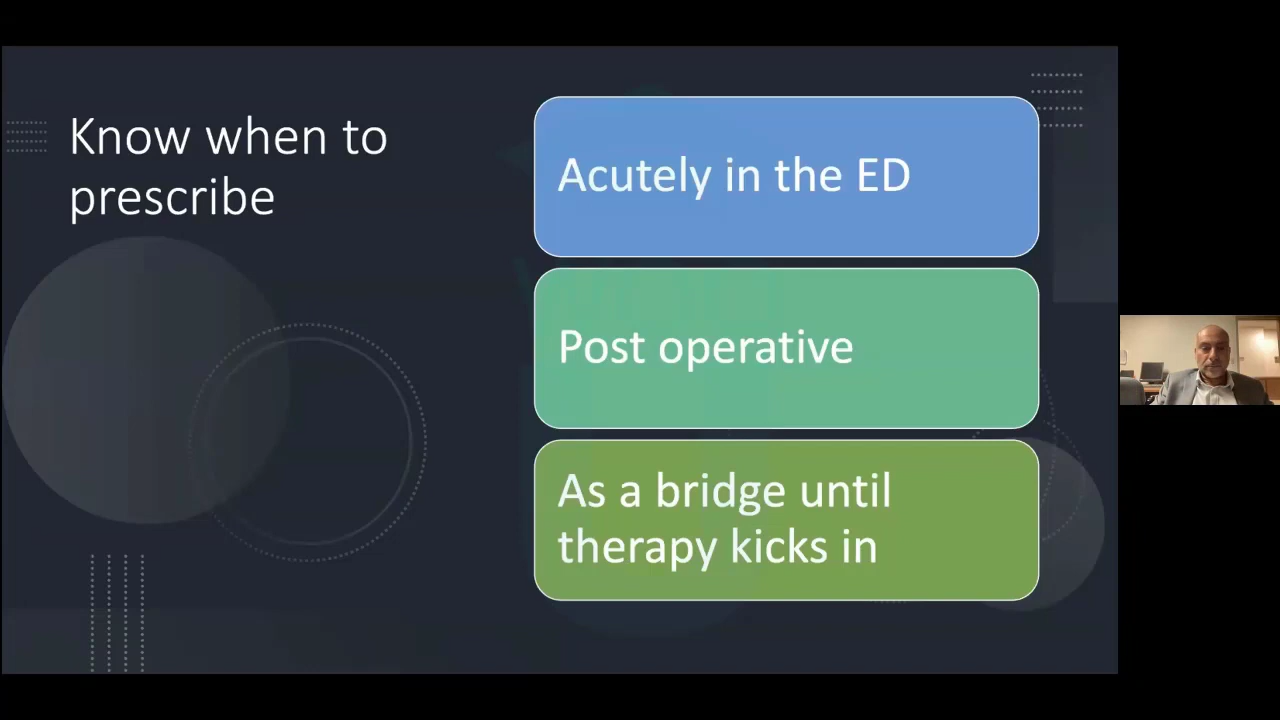 Know when to
prescribe
Acutely in the ED
Post operative
As a bridge until
therapy kicks in